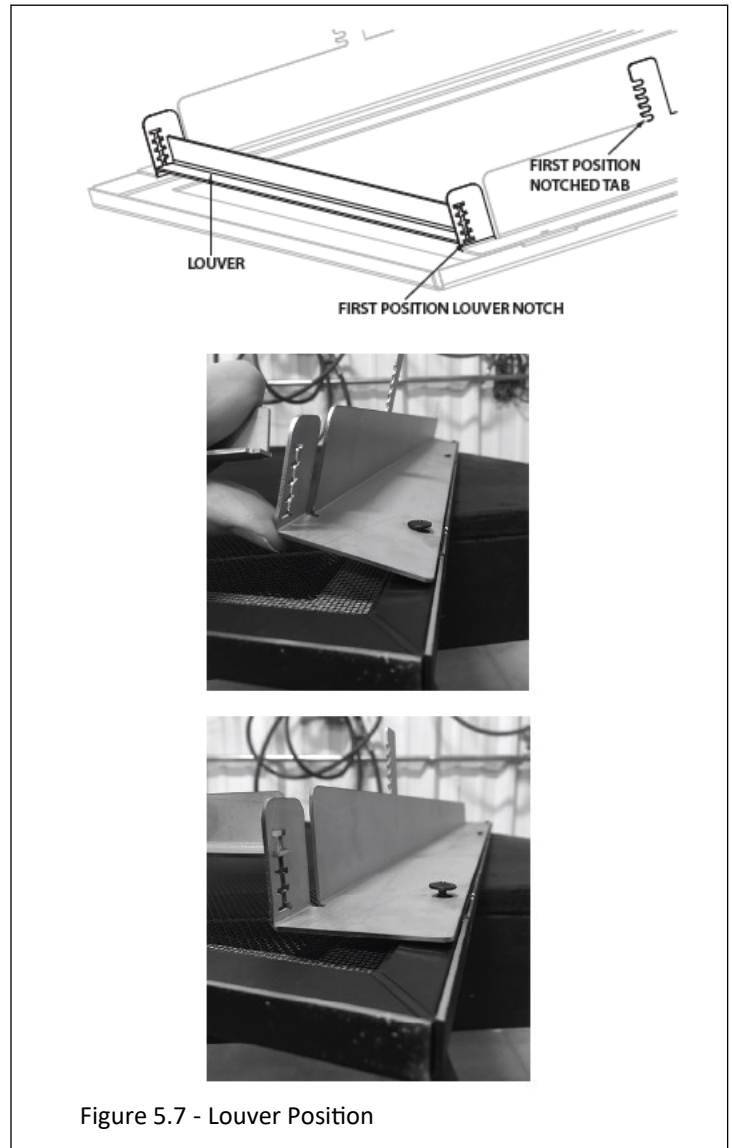 FIRST POSITION
NOTCHED TAB
LOUVER
FIRST POSITION LOUVER NOTCH
Figure 5.7 - Louver Position